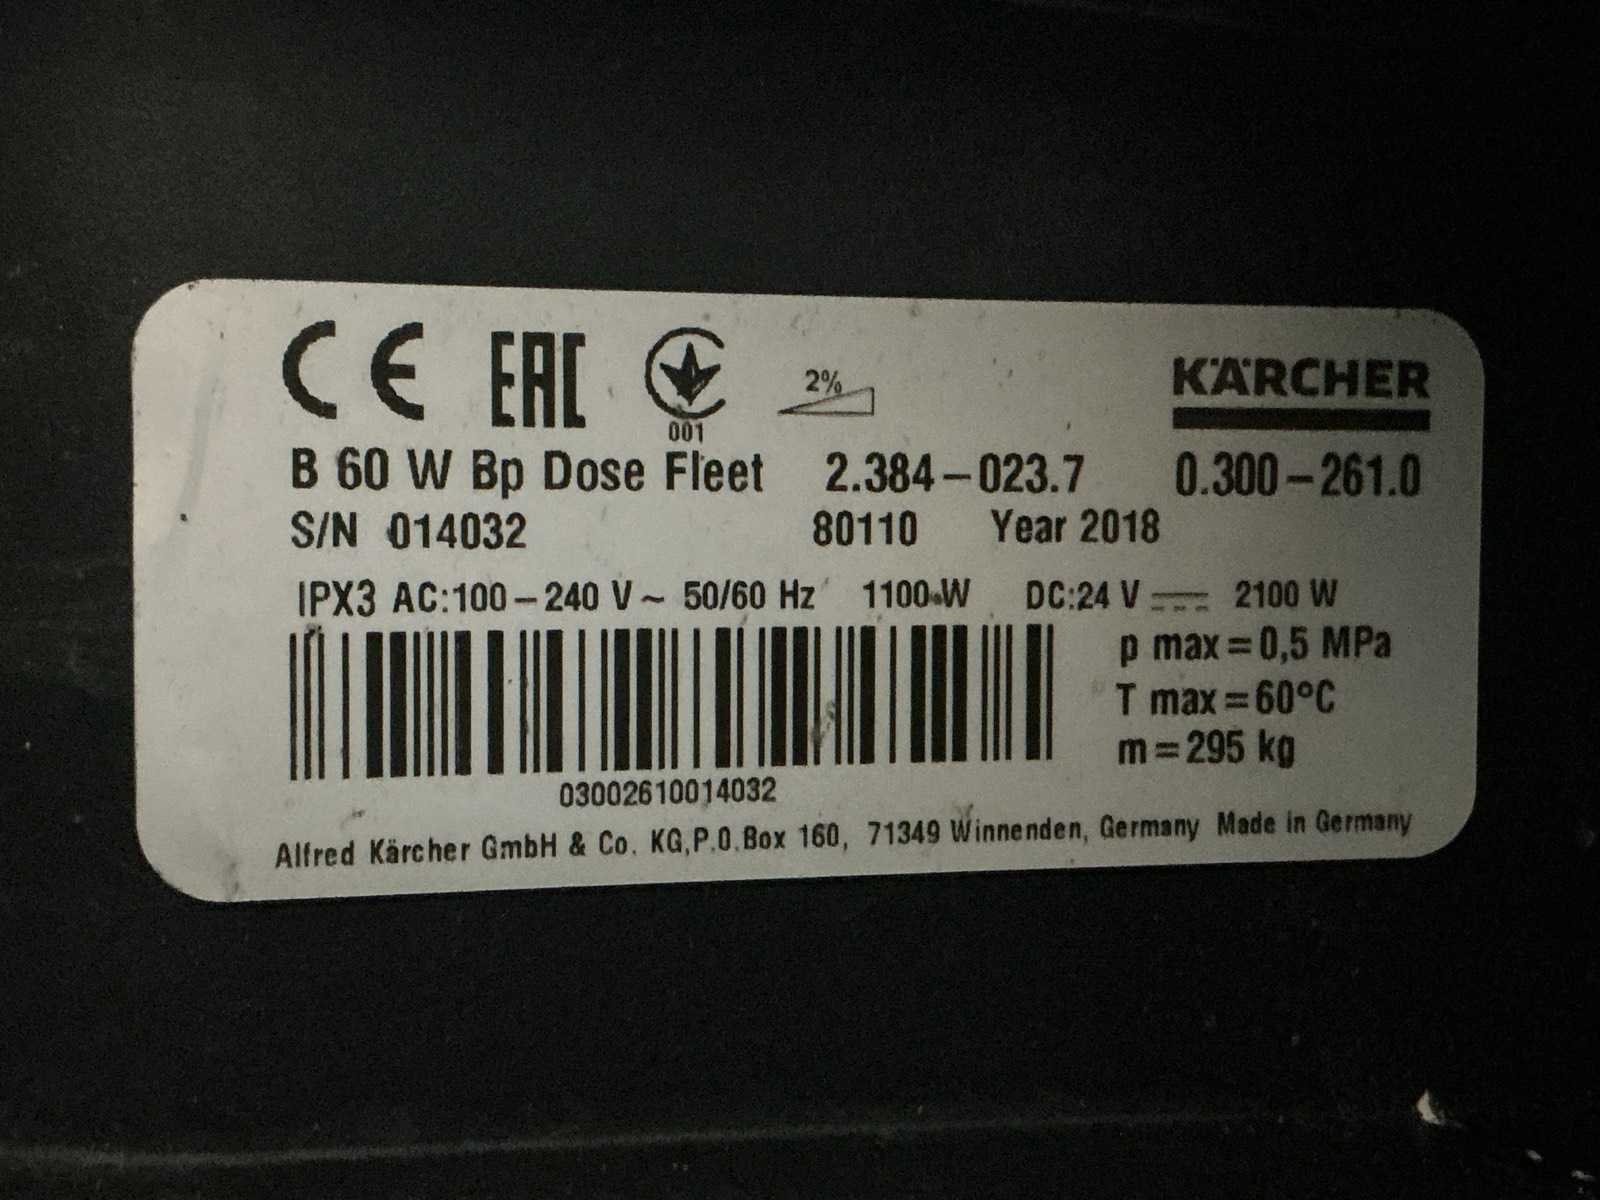 CE EAC 001 2% KÄRCHER
B 60 W Bp Dose Fleet 2.384-023.7 0.300-261.0
S/N 014032 80110 Year 2018
IPX3 AC:100-240 V~ 50/60 Hz 1100 W DC:24 V 2100 W
p max=0,5 MPa
T max=60°C
m=295 kg
03002610014032
Alfred Kärcher GmbH & Co. KG,P.O.Box 160, 71349 Winnenden, Germany Made in Germany